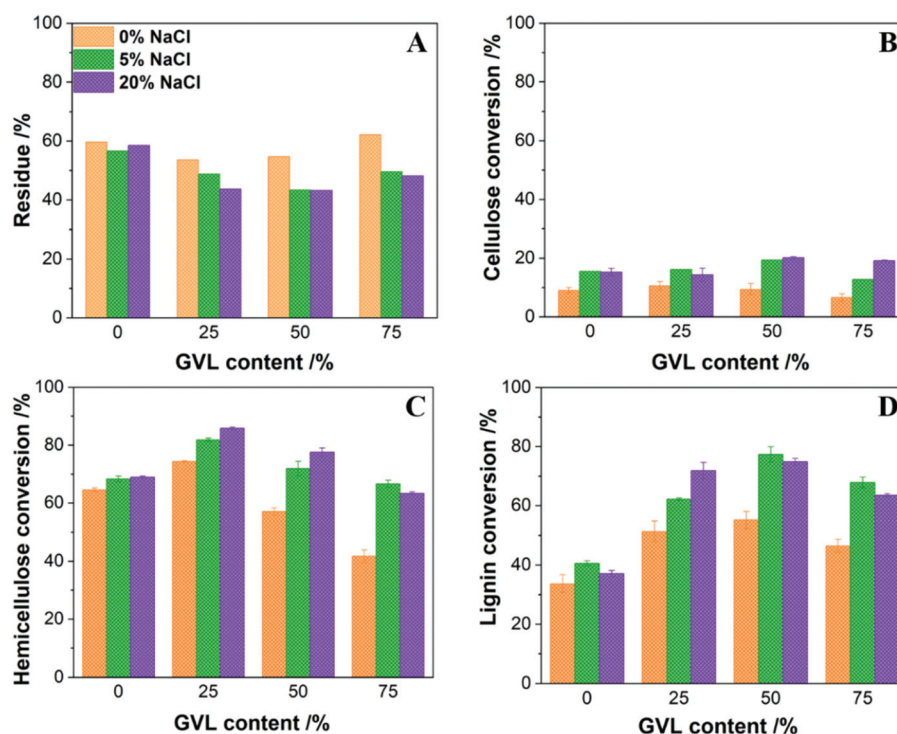 A
0% NaCl
5% NaCl
20% NaCl
Residue /%
100
80
60
40
20
0
0 25 50 75
GVL content /%
B
Cellulose conversion /%
100
80
60
40
20
0
0 25 50 75
GVL content /%
C
Hemicellulose conversion /%
100
80
60
40
20
0
0 25 50 75
GVL content /%
D
Lignin conversion /%
100
80
60
40
20
0
0 25 50 75
GVL content /%